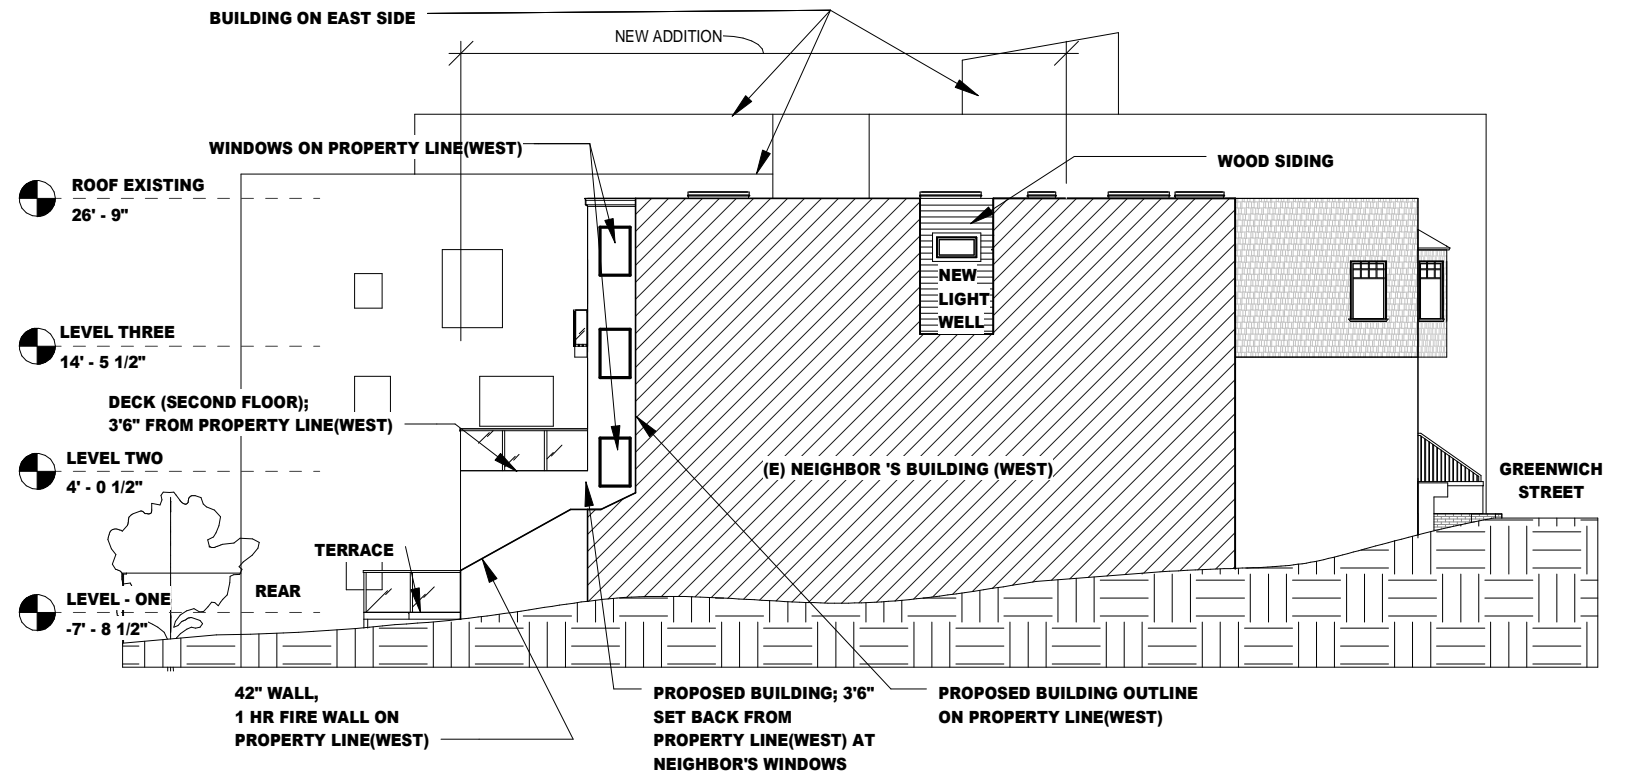 BUILDING ON EAST SIDE
NEW ADDITION
WINDOWS ON PROPERTY LINE(WEST)
WOOD SIDING
ROOF EXISTING
26' - 9"
NEW
LIGHT
WELL
LEVEL THREE
14' - 5 1/2"
DECK (SECOND FLOOR);
3'6" FROM PROPERTY LINE(WEST)
LEVEL TWO
4' - 0 1/2"
(E) NEIGHBOR 'S BUILDING (WEST)
GREENWICH
STREET
TERRACE
REAR
LEVEL - ONE
-7' - 8 1/2"
42" WALL,
1 HR FIRE WALL ON
PROPERTY LINE(WEST)
PROPOSED BUILDING; 3'6"
SET BACK FROM
PROPERTY LINE(WEST) AT
NEIGHBOR'S WINDOWS
PROPOSED BUILDING OUTLINE
ON PROPERTY LINE(WEST)